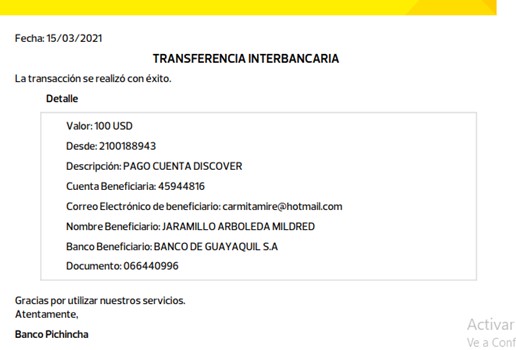 Fecha: 15/03/2021
TRANSFERENCIA INTERBANCARIA
La transacción se realizó con éxito.
Detalle
Valor: 100 USD
Desde: 2100188943
Descripción: PAGO CUENTA DISCOVER
Cuenta Beneficiaria: 45944816
Correo Electrónico de beneficiario: carmitamire@hotmail.com
Nombre Beneficiario: JARAMILLO ARBOLEDA MILDRED
Banco Beneficiario: BANCO DE GUAYAQUIL S.A
Documento: 066440996
Gracias por utilizar nuestros servicios.
Atentamente,
Banco Pichincha
Activar
Ve a Conf